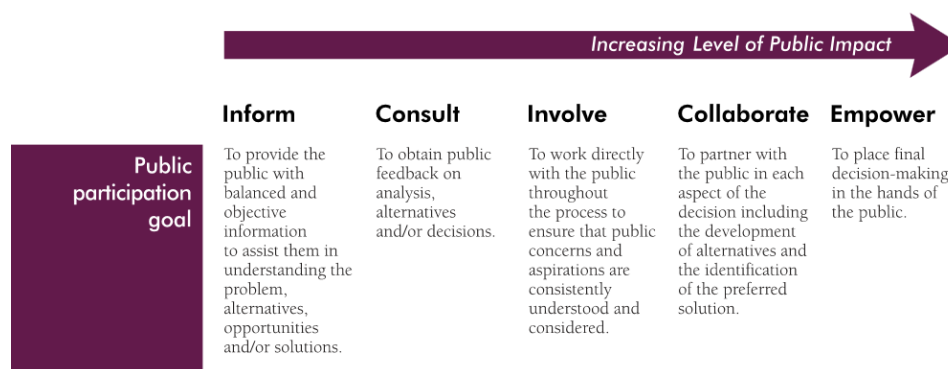 Increasing Level of Public Impact
Inform
Consult
Involve
Collaborate
Empower
Public
participation
goal
To provide the
public with
balanced and
objective
information
to assist them in
understanding the
problem,
alternatives,
opportunities
and/or solutions.
To obtain public
feedback on
analysis,
alternatives
and/or decisions.
To work directly
with the public
throughout
the process to
ensure that public
concerns and
aspirations are
consistently
understood and
considered.
To partner with
the public in each
aspect of the
decision including
the development
of alternatives and
the identification
of the preferred
solution.
To place final
decision-making
in the hands of
the public.